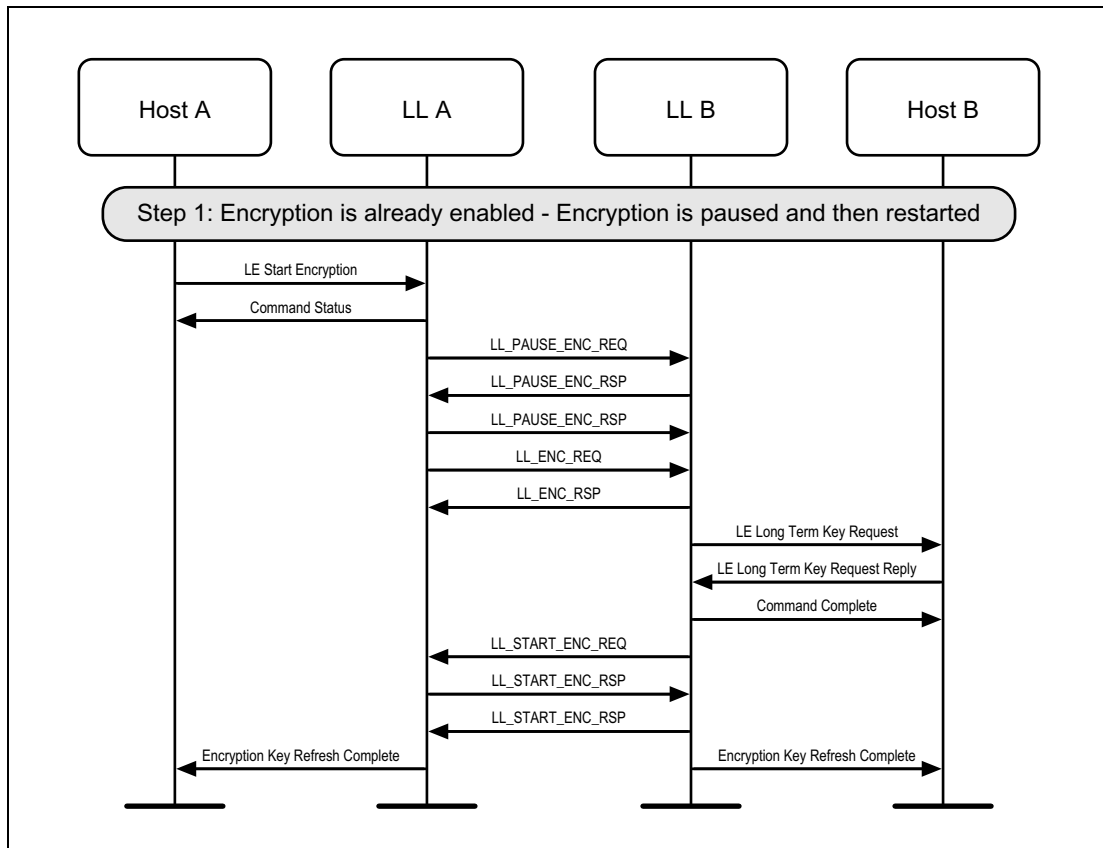 Host A
LL A
LL B
Host B
Step 1: Encryption is already enabled - Encryption is paused and then restarted
LE Start Encryption
Command Status
LL_PAUSE_ENC_REQ
LL_PAUSE_ENC_RSP
LL_PAUSE_ENC_RSP
LL_ENC_REQ
LL_ENC_RSP
LE Long Term Key Request
LE Long Term Key Request Reply
Command Complete
LL_START_ENC_REQ
LL_START_ENC_RSP
LL_START_ENC_RSP
Encryption Key Refresh Complete
Encryption Key Refresh Complete